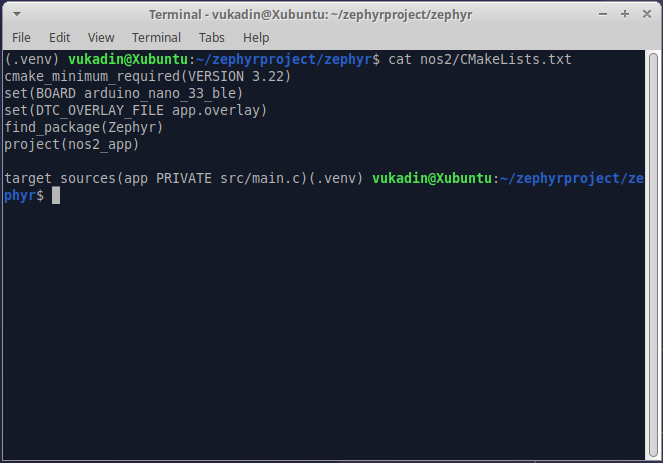 Terminal - vukadin@Xubuntu: ~/zephyrproject/zephyr
File Edit View Terminal Tabs Help
(.venv) vukadin@Xubuntu:~/zephyrproject/zephyr$ cat nos2/CMakeLists.txt
cmake_minimum_required(VERSION 3.22)
set(BOARD arduino_nano_33_ble)
set(DTC_OVERLAY_FILE app.overlay)
find_package(Zephyr)
project(nos2_app)
target_sources(app PRIVATE src/main.c)(.venv) vukadin@Xubuntu:~/zephyrproject/ze
phyr$